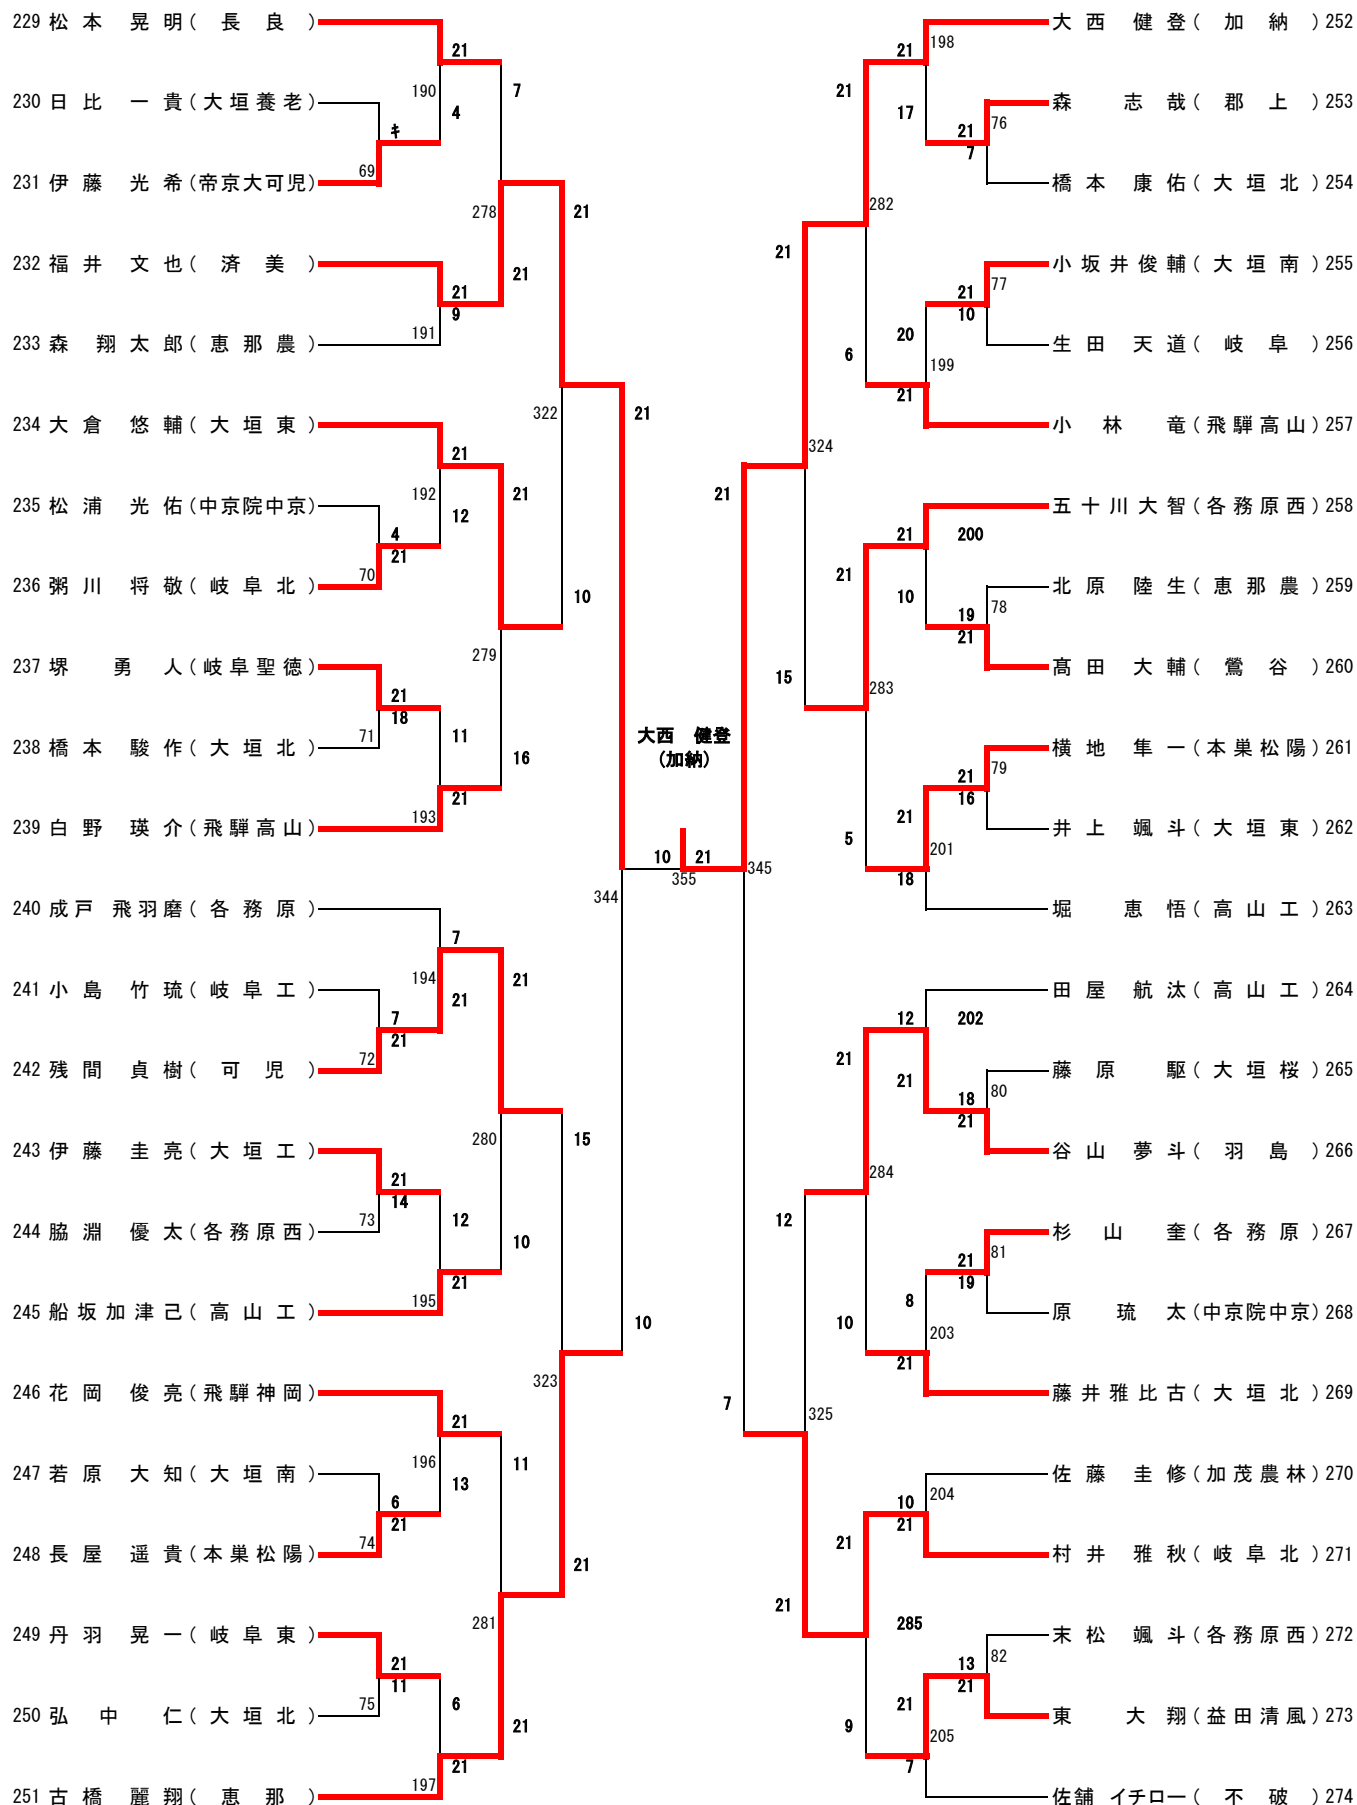 229 松本 晃明(長良)
21
190
7
230 日比 一貴(大垣養老)
4
キ
69
231 伊藤 光希(帝京大可児)
278
21
232 福井 文也(済美)
21
21
9
191
233 森 翔太郎(恵那農)
322
21
234 大倉 悠輔(大垣東)
21
192
21
235 松浦 光佑(中京院中京)
12
4
21
70
236 粥川 将敬(岐阜北)
10
279
237 堺 勇人(岐阜聖徳)
21
18
71
11
238 橋本 駿作(大垣北)
16
21
193
239 白野 瑛介(飛騨高山)
344
240 成戸 飛羽磨(各務原)
7
194
21
241 小島 竹琉(岐阜工)
21
7
21
72
242 残間 貞樹(可児)
280
15
243 伊藤 圭亮(大垣工)
21
14
73
12
244 脇淵 優太(各務原西)
10
21
195
245 船坂加津己(高山工)
10
323
246 花岡 俊亮(飛騨神岡)
21
196
11
247 若原 大知(大垣南)
13
6
21
74
248 長屋 遥貴(本巣松陽)
21
281
249 丹羽 晃一(岐阜東)
21
11
75
6
250 弘中 仁(大垣北)
21
21
197
251 古橋 麗翔(恵那)
大西 健登
(加納)
10
21
355
345
大西 健登(加納)252
21
198
21
17
森 志哉(郡上)253
21
76
7
橋本 康佑(大垣北)254
282
21
小坂井俊輔(大垣南)255
21
77
10
20
6
生田 天道(岐阜)256
199
21
小林 竜(飛騨高山)257
324
21
五十川大智(各務原西)258
21
200
21
10
北原 陸生(恵那農)259
78
19
21
髙田 大輔(鶯谷)260
15
283
横地 隼一(本巣松陽)261
21
79
16
21
5
井上 颯斗(大垣東)262
201
18
堀 恵悟(高山工)263
田屋 航汰(高山工)264
12
202
21
21
藤原 駆(大垣桜)265
80
18
21
谷山 夢斗(羽島)266
284
12
杉山 奎(各務原)267
21
81
19
8
10
原 琉太(中京院中京)268
203
21
藤井雅比古(大垣北)269
7
325
佐藤 圭修(加茂農林)270
10
204
21
21
村井 雅秋(岐阜北)271
21
285
末松 颯斗(各務原西)272
82
13
21
21
9
東 大翔(益田清風)273
205
7
佐舗 イチロー(不破)274